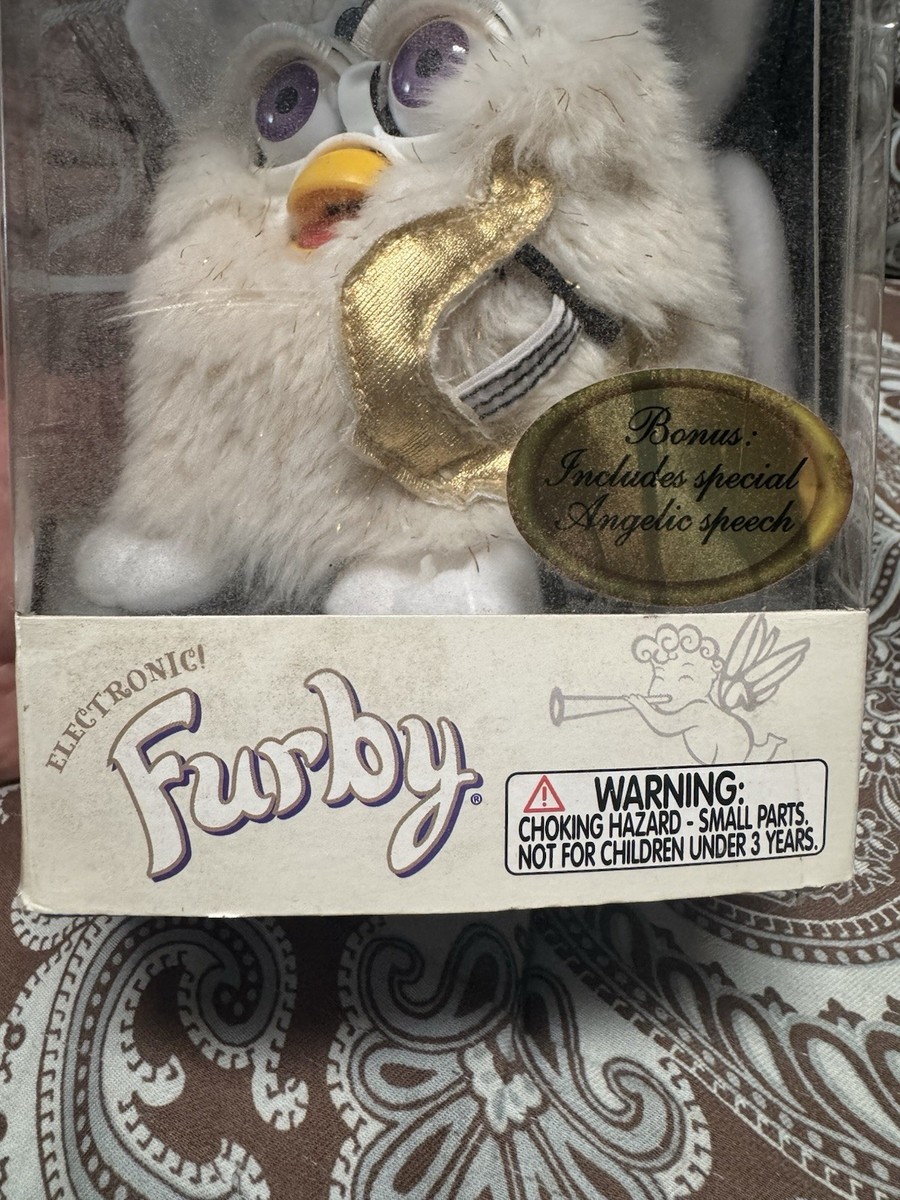 Bonus:
Includes special
Angelic speech
ELECTRONIC!
Furby®
WARNING:
CHOKING HAZARD - SMALL PARTS.
NOT FOR CHILDREN UNDER 3 YEARS.